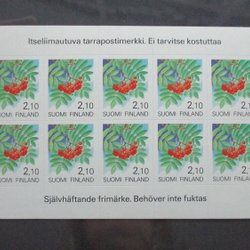 Itseliimautuva tarrapostimerkki. Ei tarvitse kostuttaa
2,10 2,10 2,10 2,10 2,10
SUOMI FINLAND SUOMI FINLAND SUOMI FINLAND SUOMI FINLAND SUOMI FINLAND
2,10 2,10 2,10 2,10 2,10
SUOMI FINLAND SUOMI FINLAND SUOMI FINLAND SUOMI FINLAND SUOMI FINLAND
Självhäftande frimärke. Behöver inte fuktas